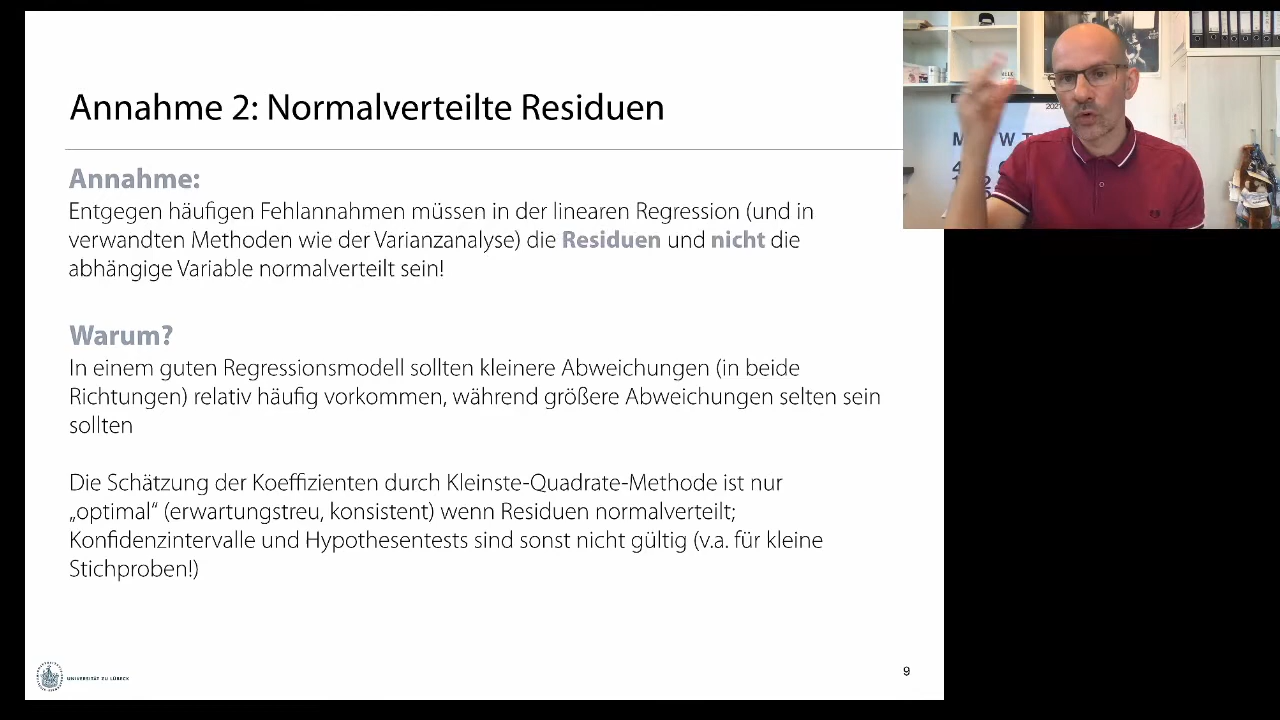 Annahme 2: Normalverteilte Residuen
Annahme:
Entgegen häufigen Fehlannahmen müssen in der linearen Regression (und in
verwandten Methoden wie der Varianzanalyse) die Residuen und nicht die
abhängige Variable normalverteilt sein!
Warum?
In einem guten Regressionsmodell sollten kleinere Abweichungen (in beide
Richtungen) relativ häufig vorkommen, während größere Abweichungen selten sein
sollten
Die Schätzung der Koeffizienten durch Kleinste-Quadrate-Methode ist nur
„optimal“ (erwartungstreu, konsistent) wenn Residuen normalverteilt;
Konfidenzintervalle und Hypothesentests sind sonst nicht gültig (v.a. für kleine
Stichproben!)
UNIVERSITÄT ZU LÜBECK
9